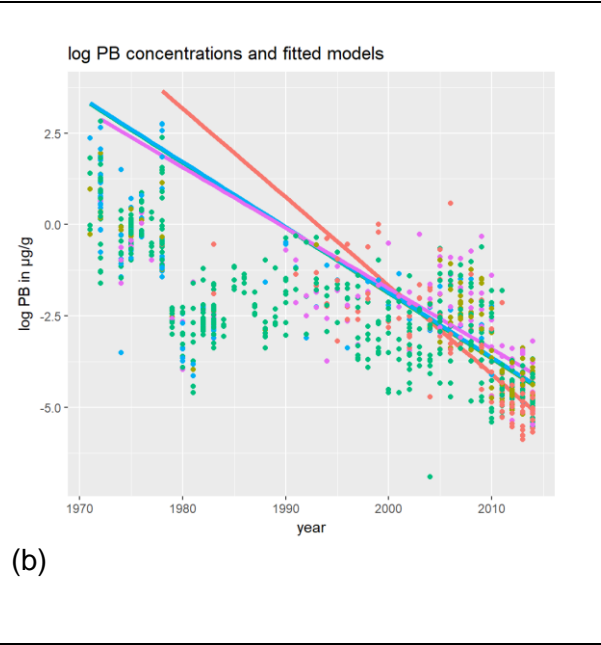 log PB concentrations and fitted models
2.5
0.0
-2.5
-5.0
log PB in µg/g
1970 1980 1990 2000 2010
year
(b)